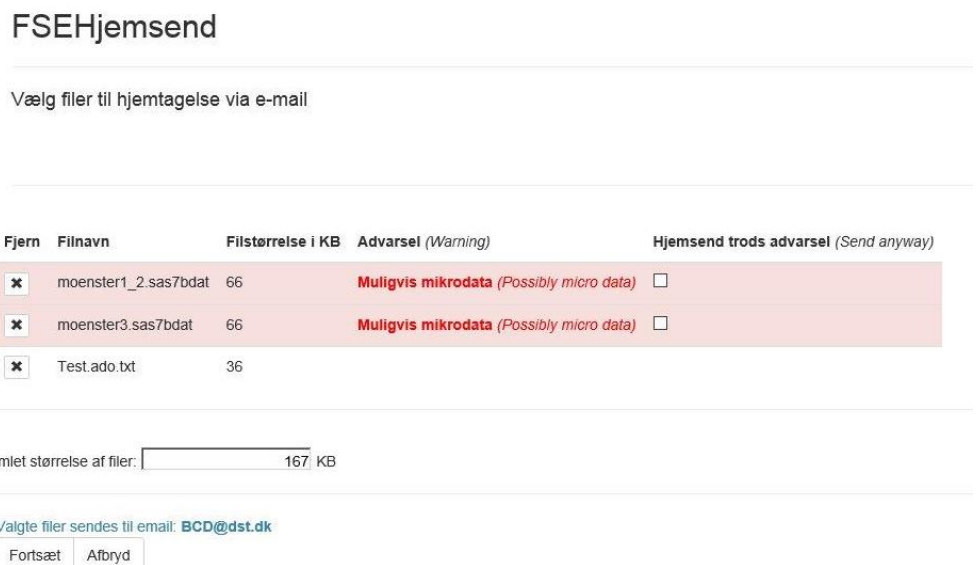 FSEHjemsend
Vælg filer til hjemtagelse via e-mail
Fjern Filnavn Filstørrelse i KB Advarsel (Warning) Hjemsend trods advarsel (Send anyway)
moenster1_2.sas7bdat 66 Muligvis mikrodata (Possibly micro data)
moenster3.sas7bdat 66 Muligvis mikrodata (Possibly micro data)
Test.ado.txt 36
mlet størrelse af filer: 167 KB
Valgte filer sendes til email: BCD@dst.dk
Fortsæt Afbryd